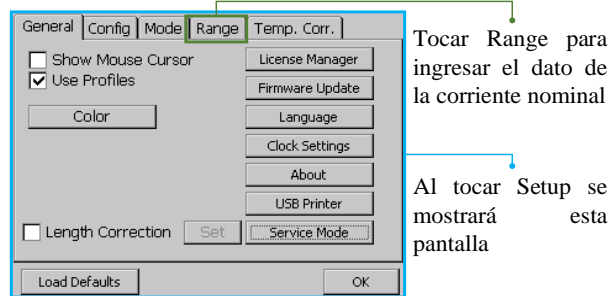 General Config Mode Range Temp. Corr.
Show Mouse Cursor
Use Profiles
Color
License Manager
Firmware Update
Language
Clock Settings
About
USB Printer
Length Correction Set Service Mode
Load Defaults OK
Tocar Range para
ingresar el dato de
la corriente nominal
Al tocar Setup se
mostrará esta
pantalla